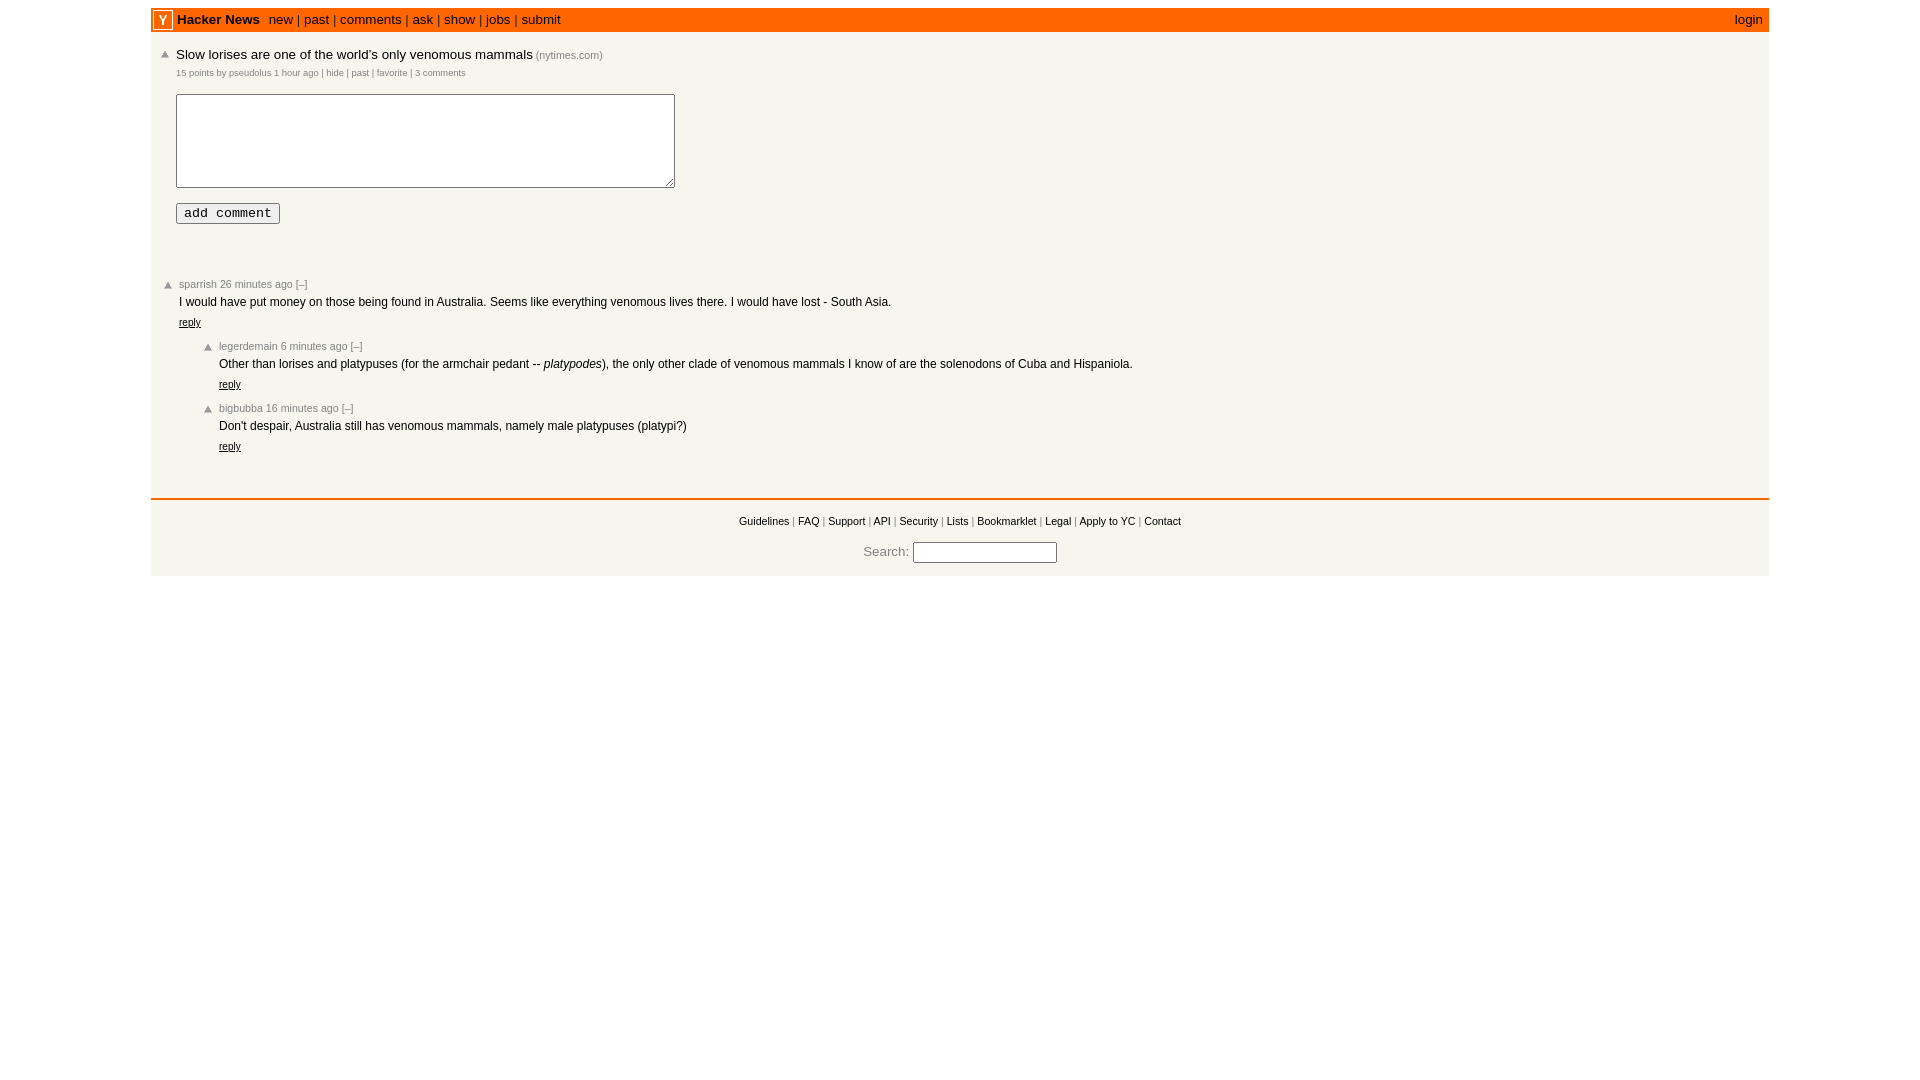 Y Hacker News new | past | comments | ask | show | jobs | submit login
Slow lorises are one of the world's only venomous mammals (nytimes.com)
15 points by pseudolus 1 hour ago | hide | past | favorite | 3 comments
add comment
sparrish 26 minutes ago [–]
I would have put money on those being found in Australia. Seems like everything venomous lives there. I would have lost - South Asia.
reply
legerdemain 6 minutes ago [–]
Other than lorises and platypuses (for the armchair pedant -- platypodes), the only other clade of venomous mammals I know of are the solenodons of Cuba and Hispaniola.
reply
bigbubba 16 minutes ago [–]
Don't despair, Australia still has venomous mammals, namely male platypuses (platypi?)
reply
Guidelines | FAQ | Support | API | Security | Lists | Bookmarklet | Legal | Apply to YC | Contact
Search: